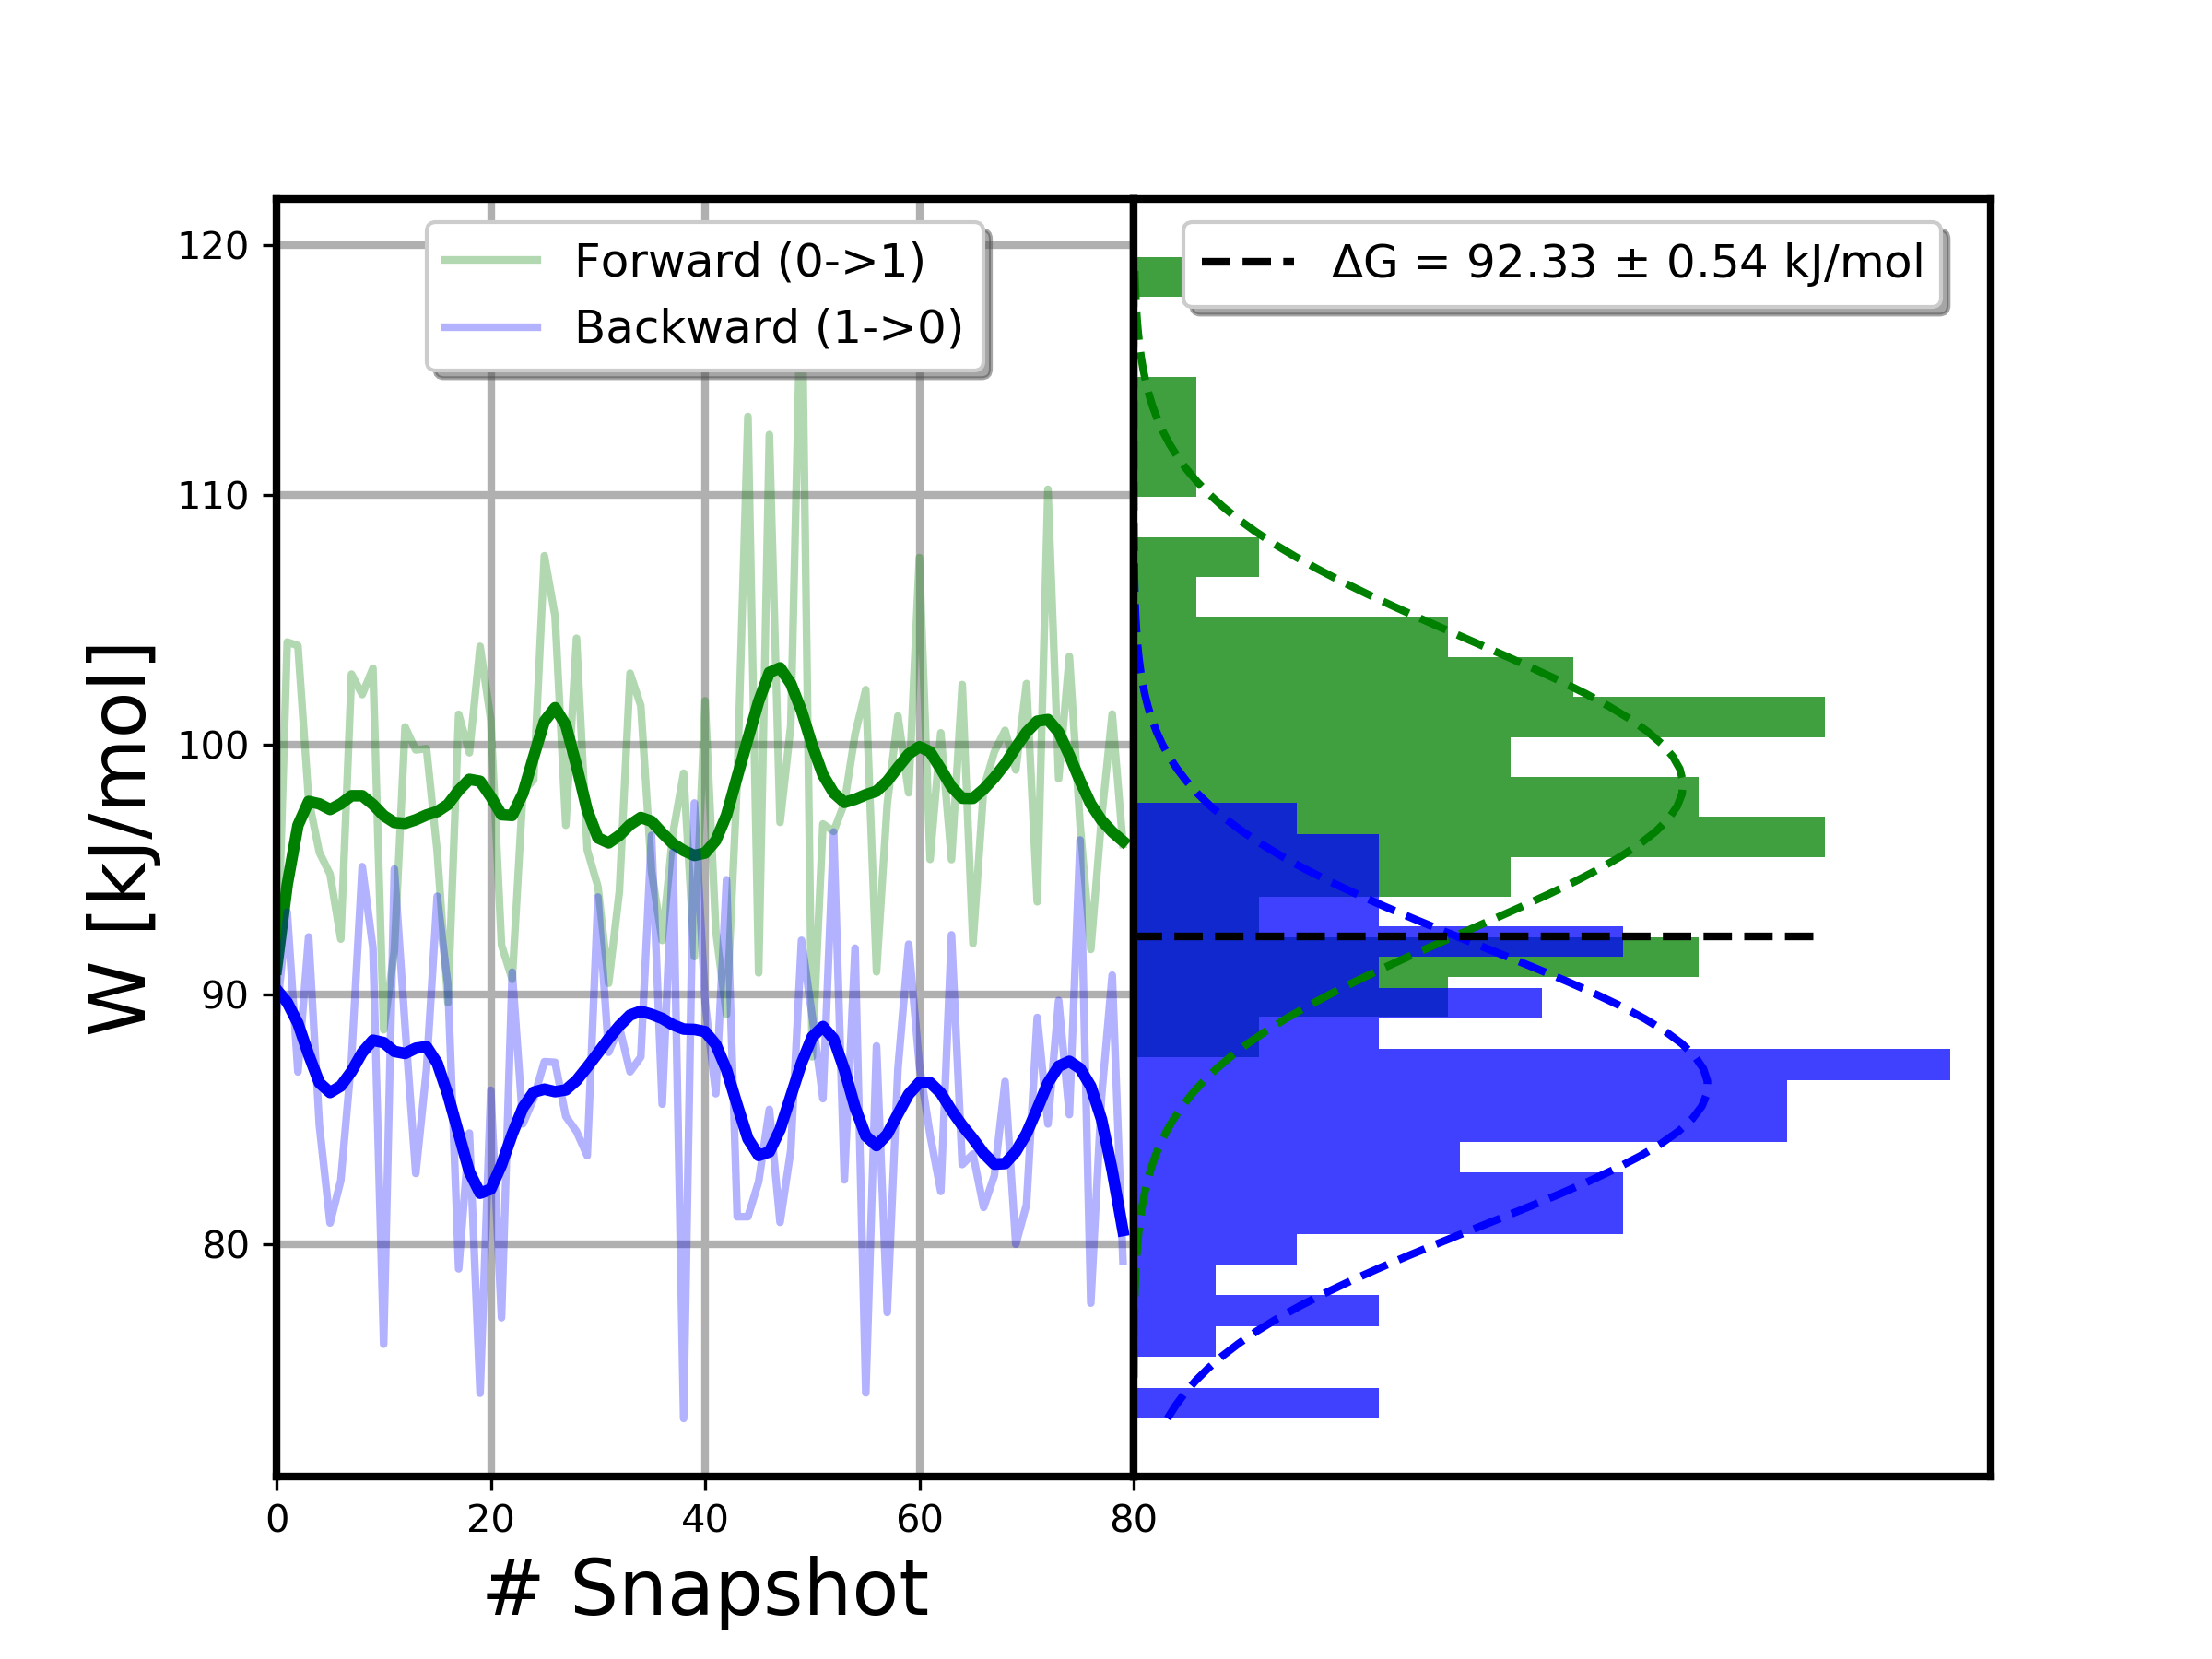 Forward (0->1)
Backward (1->0)
ΔG = 92.33 ± 0.54 kJ/mol
120
110
100
90
80
W [kJ/mol]
0 20 40 60 80
# Snapshot